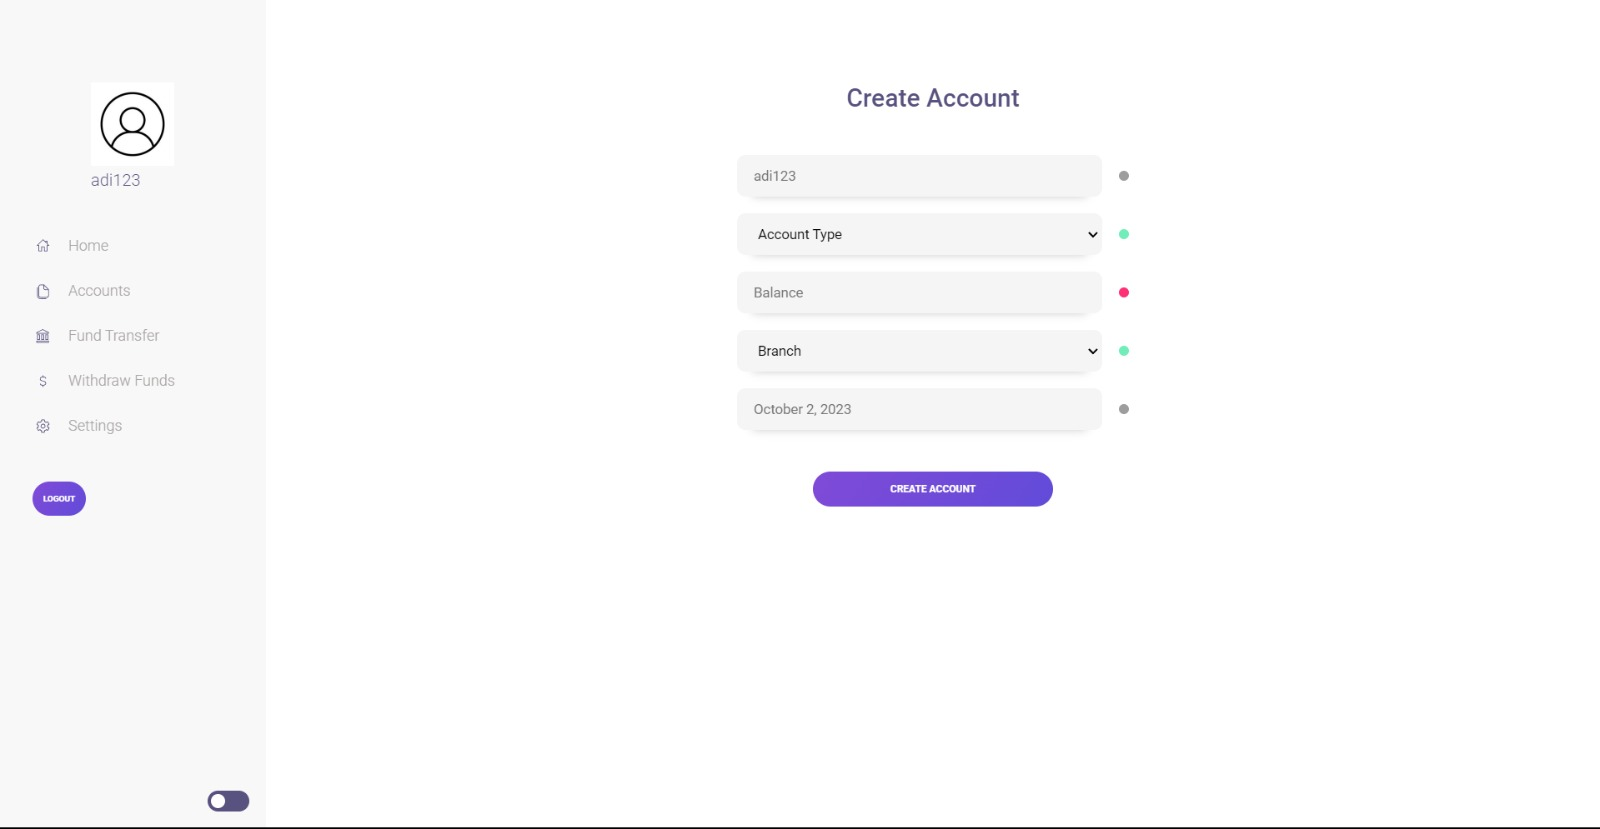 adi123
Home
Accounts
Fund Transfer
$ Withdraw Funds
Settings
LOGOUT
Create Account
adi123
Account Type
Balance
Branch
October 2, 2023
CREATE ACCOUNT